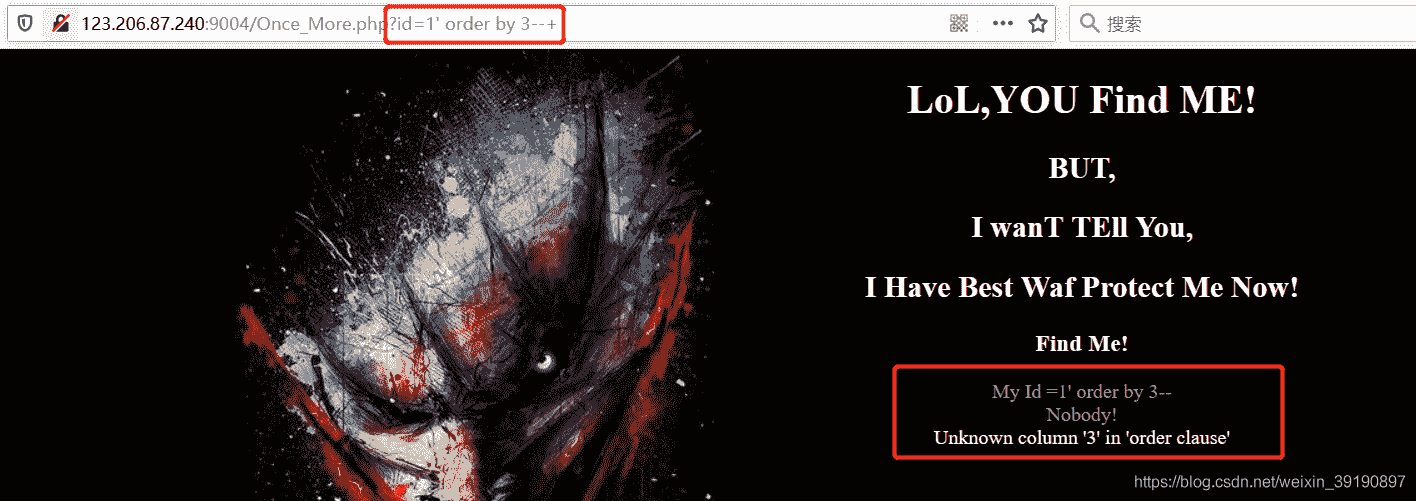 123.206.87.240:9004/Once_More.php?id=1' order by 3--+
搜索
LoL,YOU Find ME!
BUT,
I wanT TEll You,
I Have Best Waf Protect Me Now!
Find Me!
My Id =1' order by 3--
Nobody!
Unknown column '3' in 'order clause'
https://blog.csdn.net/weixin_39190897